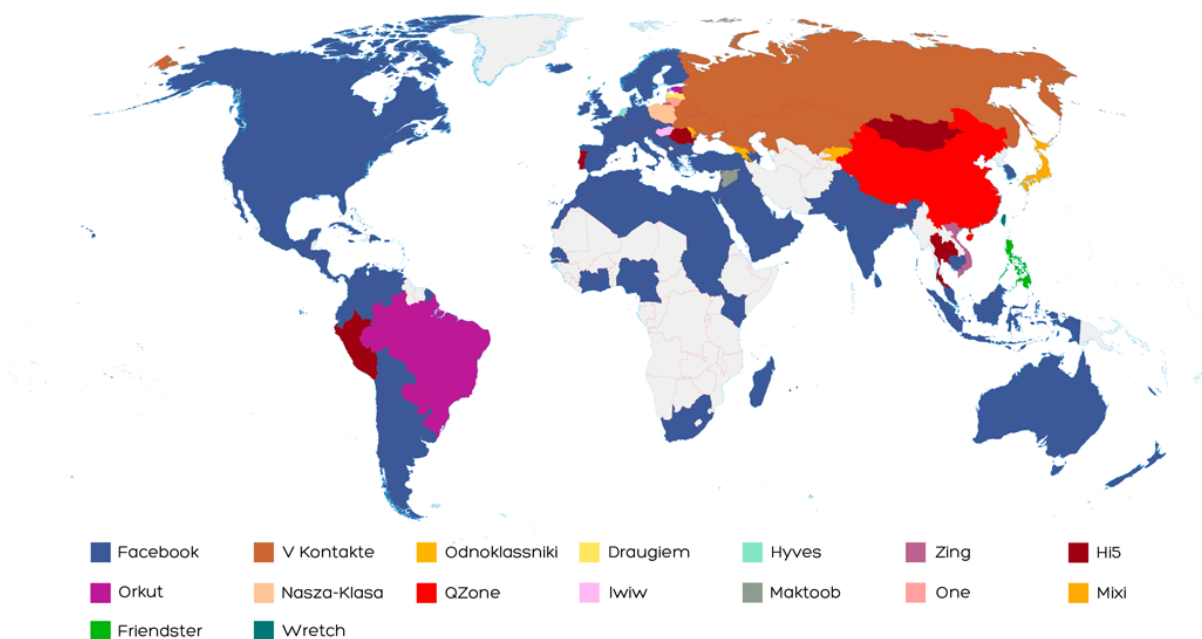 Facebook V Kontakte Odnoklassniki Draugiem Hyves Zing Hi5
Orkut Nasza-Klasa QZone Iwiw Maktoob One Mixi
Friendster Wretch